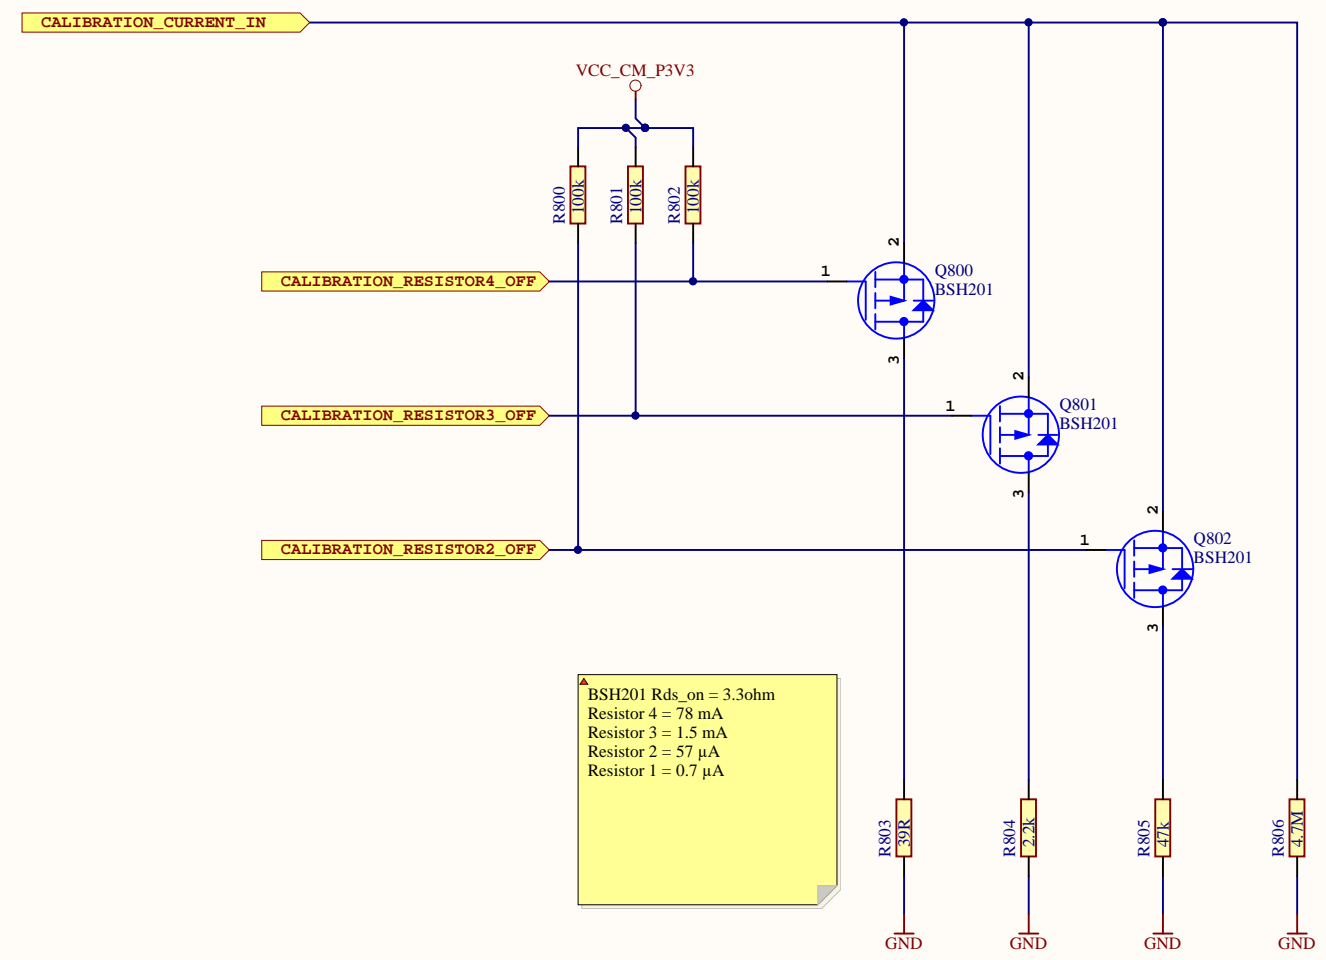 CALIBRATION_CURRENT_IN
VCC_CM_P3V3
R800
100k
R801
100k
R802
100k
CALIBRATION_RESISTOR4_OFF
1
2
3
Q800
BSH201
CALIBRATION_RESISTOR3_OFF
1
2
3
Q801
BSH201
CALIBRATION_RESISTOR2_OFF
1
2
3
Q802
BSH201
BSH201 Rds_on = 3.3ohm
Resistor 4 = 78 mA
Resistor 3 = 1.5 mA
Resistor 2 = 57 µA
Resistor 1 = 0.7 µA
R803
39R
R804
2.2k
R805
47k
R806
4.7M
GND
GND
GND
GND